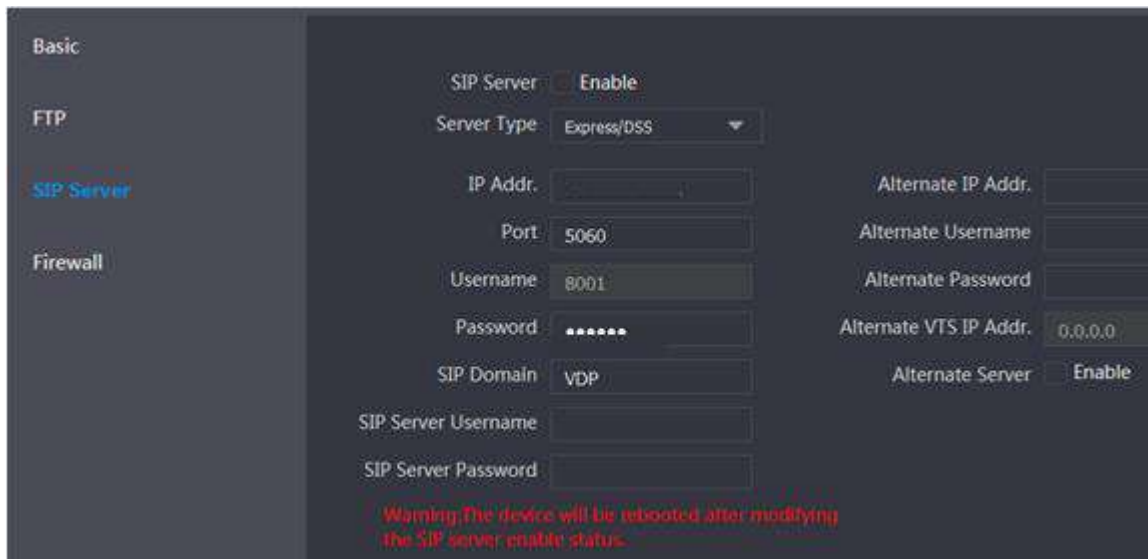 Basic
FTP
SIP Server
Firewall
SIP Server Enable
Server Type Express/DSS
IP Addr.
Port 5060
Username 8001
Password ••••••
SIP Domain VDP
SIP Server Username
SIP Server Password
Alternate IP Addr.
Alternate Username
Alternate Password
Alternate VTS IP Addr. 0.0.0.0
Alternate Server Enable
Warning:The device will be rebooted after modifying
the SIP server enable status.